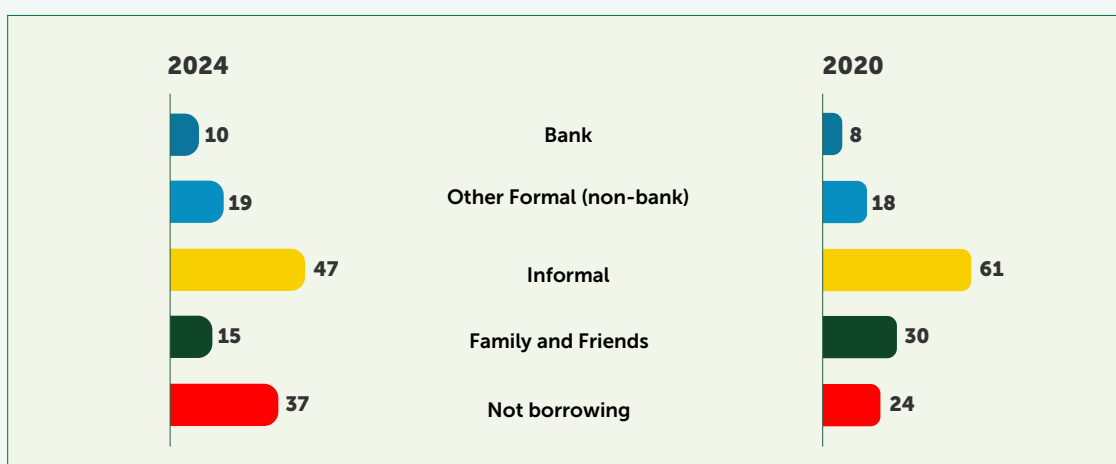 2024 2020
10 Bank 8
19 Other Formal (non-bank) 18
47 Informal 61
15 Family and Friends 30
37 Not borrowing 24